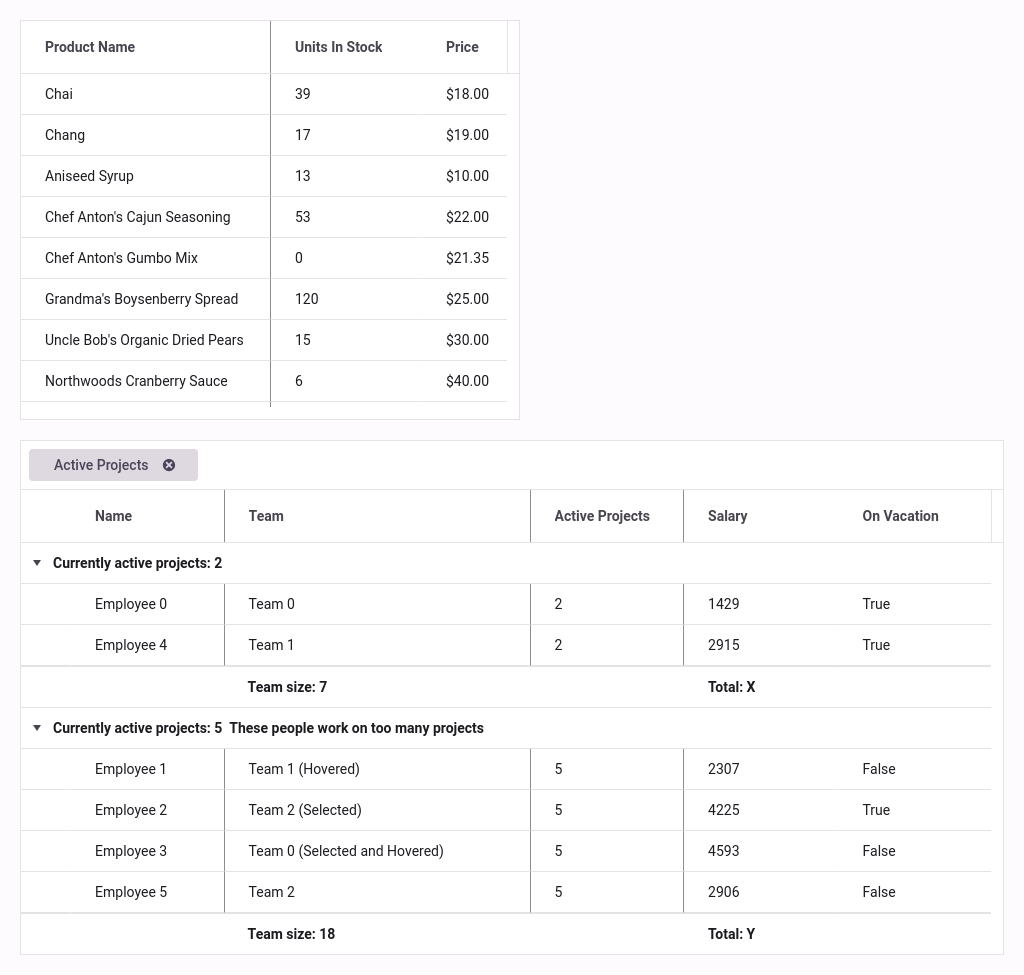 Product Name Units In Stock Price
Chai 39 $18.00
Chang 17 $19.00
Aniseed Syrup 13 $10.00
Chef Anton's Cajun Seasoning 53 $22.00
Chef Anton's Gumbo Mix 0 $21.35
Grandma's Boysenberry Spread 120 $25.00
Uncle Bob's Organic Dried Pears 15 $30.00
Northwoods Cranberry Sauce 6 $40.00
Active Projects
Name Team Active Projects Salary On Vacation
Currently active projects: 2
Employee 0 Team 0 2 1429 True
Employee 4 Team 1 2 2915 True
Team size: 7 Total: X
Currently active projects: 5 These people work on too many projects
Employee 1 Team 1 (Hovered) 5 2307 False
Employee 2 Team 2 (Selected) 5 4225 True
Employee 3 Team 0 (Selected and Hovered) 5 4593 False
Employee 5 Team 2 5 2906 False
Team size: 18 Total: Y